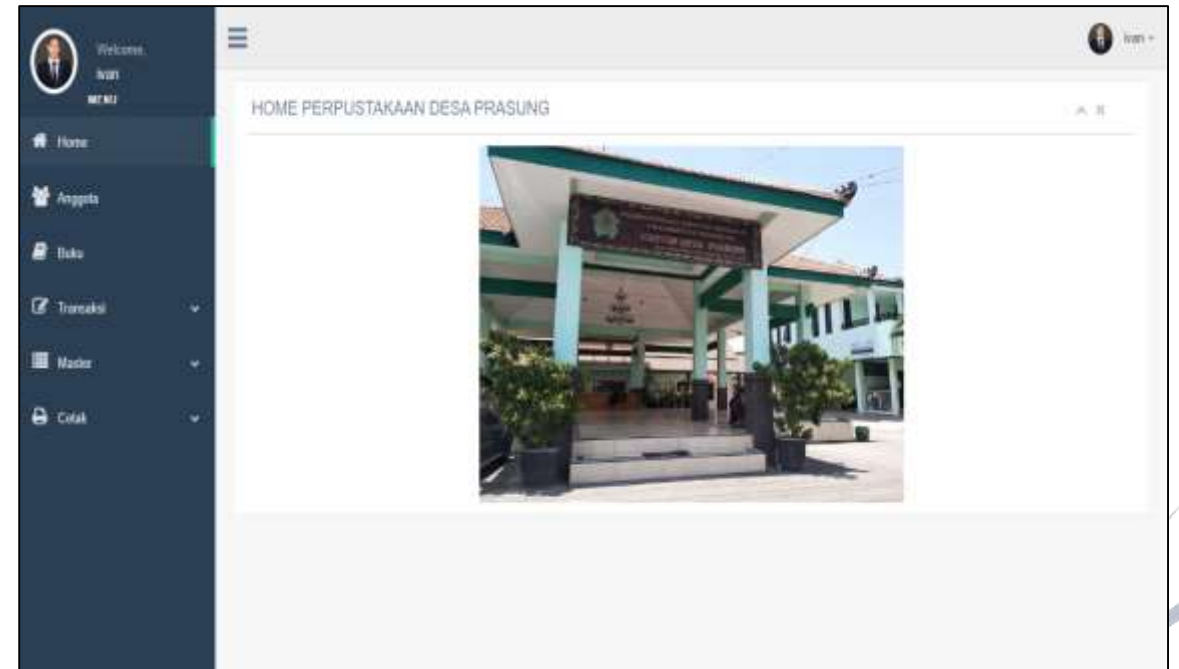 Welcome,
ivan
MENU
Home
Anggota
Buku
Transaksi
Master
Cetak
ivan
HOME PERPUSTAKAAN DESA PRASUNG